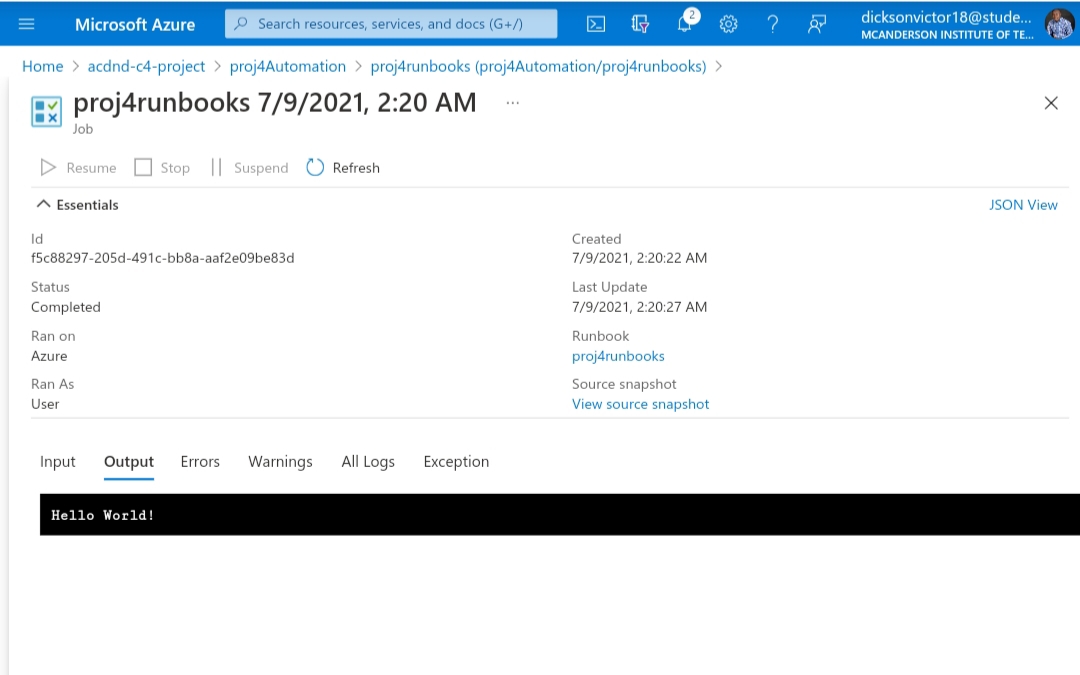 Microsoft Azure
Search resources, services, and docs (G+/)
2
dicksonvictor18@stude...
MCANDERSON INSTITUTE OF TE...
Home > acdnd-c4-project > proj4Automation > proj4runbooks (proj4Automation/proj4runbooks) >
proj4runbooks 7/9/2021, 2:20 AM ...
Job
Resume Stop Suspend Refresh
Essentials JSON View
Id
f5c88297-205d-491c-bb8a-aaf2e09be83d
Status
Completed
Ran on
Azure
Ran As
User
Created
7/9/2021, 2:20:22 AM
Last Update
7/9/2021, 2:20:27 AM
Runbook
proj4runbooks
Source snapshot
View source snapshot
Input Output Errors Warnings All Logs Exception
Hello World!